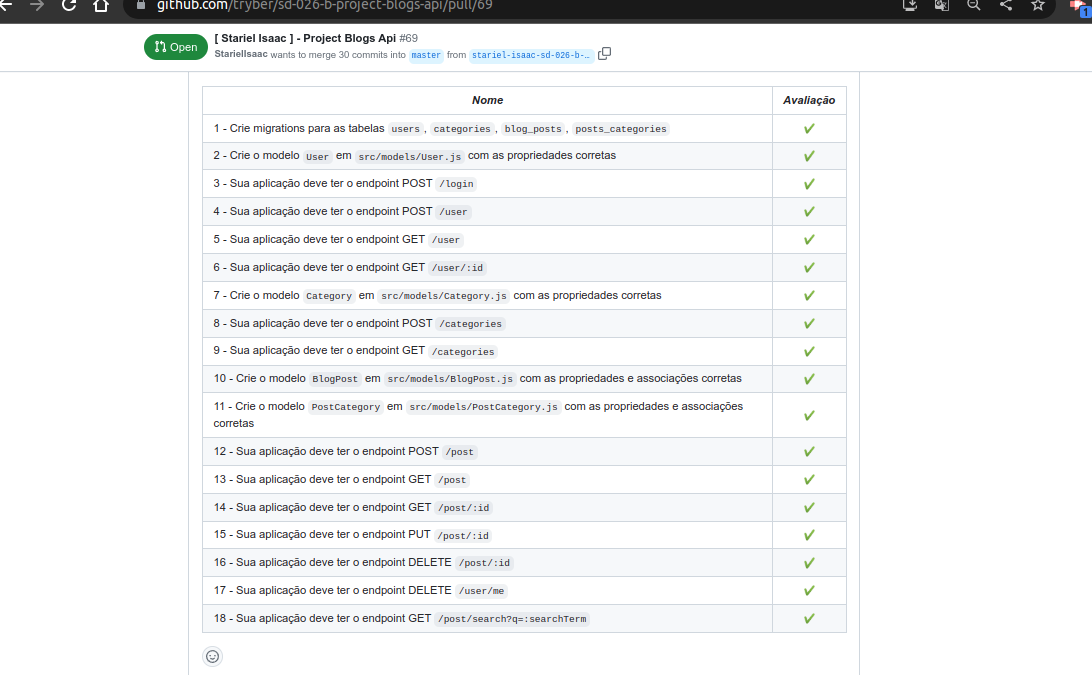 github.com/tryber/sd-026-b-project-blogs-api/pull/69
1
Open
[ Stariel Isaac ] - Project Blogs Api #69
StarielIsaac wants to merge 30 commits into master from stariel-isaac-sd-026-b-…
Nome Avaliação
1 - Crie migrations para as tabelas users, categories, blog_posts, posts_categories ✔
2 - Crie o modelo User em src/models/User.js com as propriedades corretas ✔
3 - Sua aplicação deve ter o endpoint POST /login ✔
4 - Sua aplicação deve ter o endpoint POST /user ✔
5 - Sua aplicação deve ter o endpoint GET /user ✔
6 - Sua aplicação deve ter o endpoint GET /user/:id ✔
7 - Crie o modelo Category em src/models/Category.js com as propriedades corretas ✔
8 - Sua aplicação deve ter o endpoint POST /categories ✔
9 - Sua aplicação deve ter o endpoint GET /categories ✔
10 - Crie o modelo BlogPost em src/models/BlogPost.js com as propriedades e associações corretas ✔
11 - Crie o modelo PostCategory em src/models/PostCategory.js com as propriedades e associações
corretas ✔
12 - Sua aplicação deve ter o endpoint POST /post ✔
13 - Sua aplicação deve ter o endpoint GET /post ✔
14 - Sua aplicação deve ter o endpoint GET /post/:id ✔
15 - Sua aplicação deve ter o endpoint PUT /post/:id ✔
16 - Sua aplicação deve ter o endpoint DELETE /post/:id ✔
17 - Sua aplicação deve ter o endpoint DELETE /user/me ✔
18 - Sua aplicação deve ter o endpoint GET /post/search?q=:searchTerm ✔